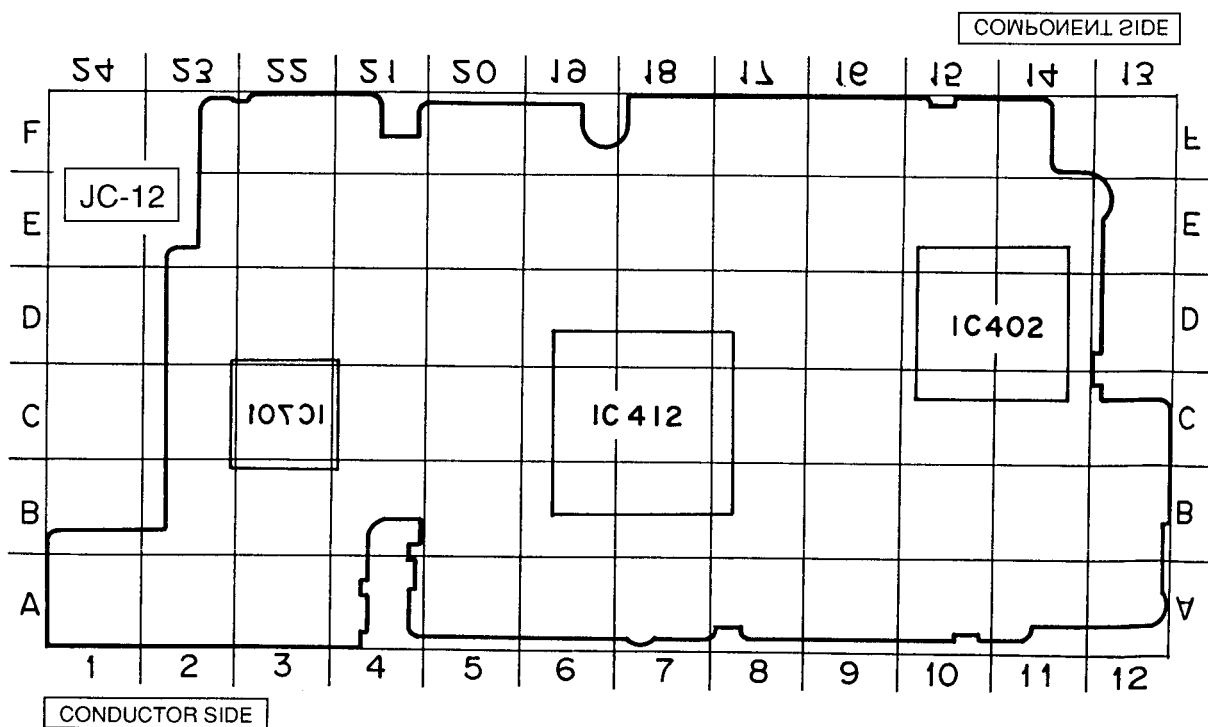 COMPONENT SIDE
24 23 22 21 20 19 18 17 16 15 14 13
F F
JC-12
E E
D IC402 D
C IC701 IC412 C
B B
A A
1 2 3 4 5 6 7 8 9 10 11 12
CONDUCTOR SIDE